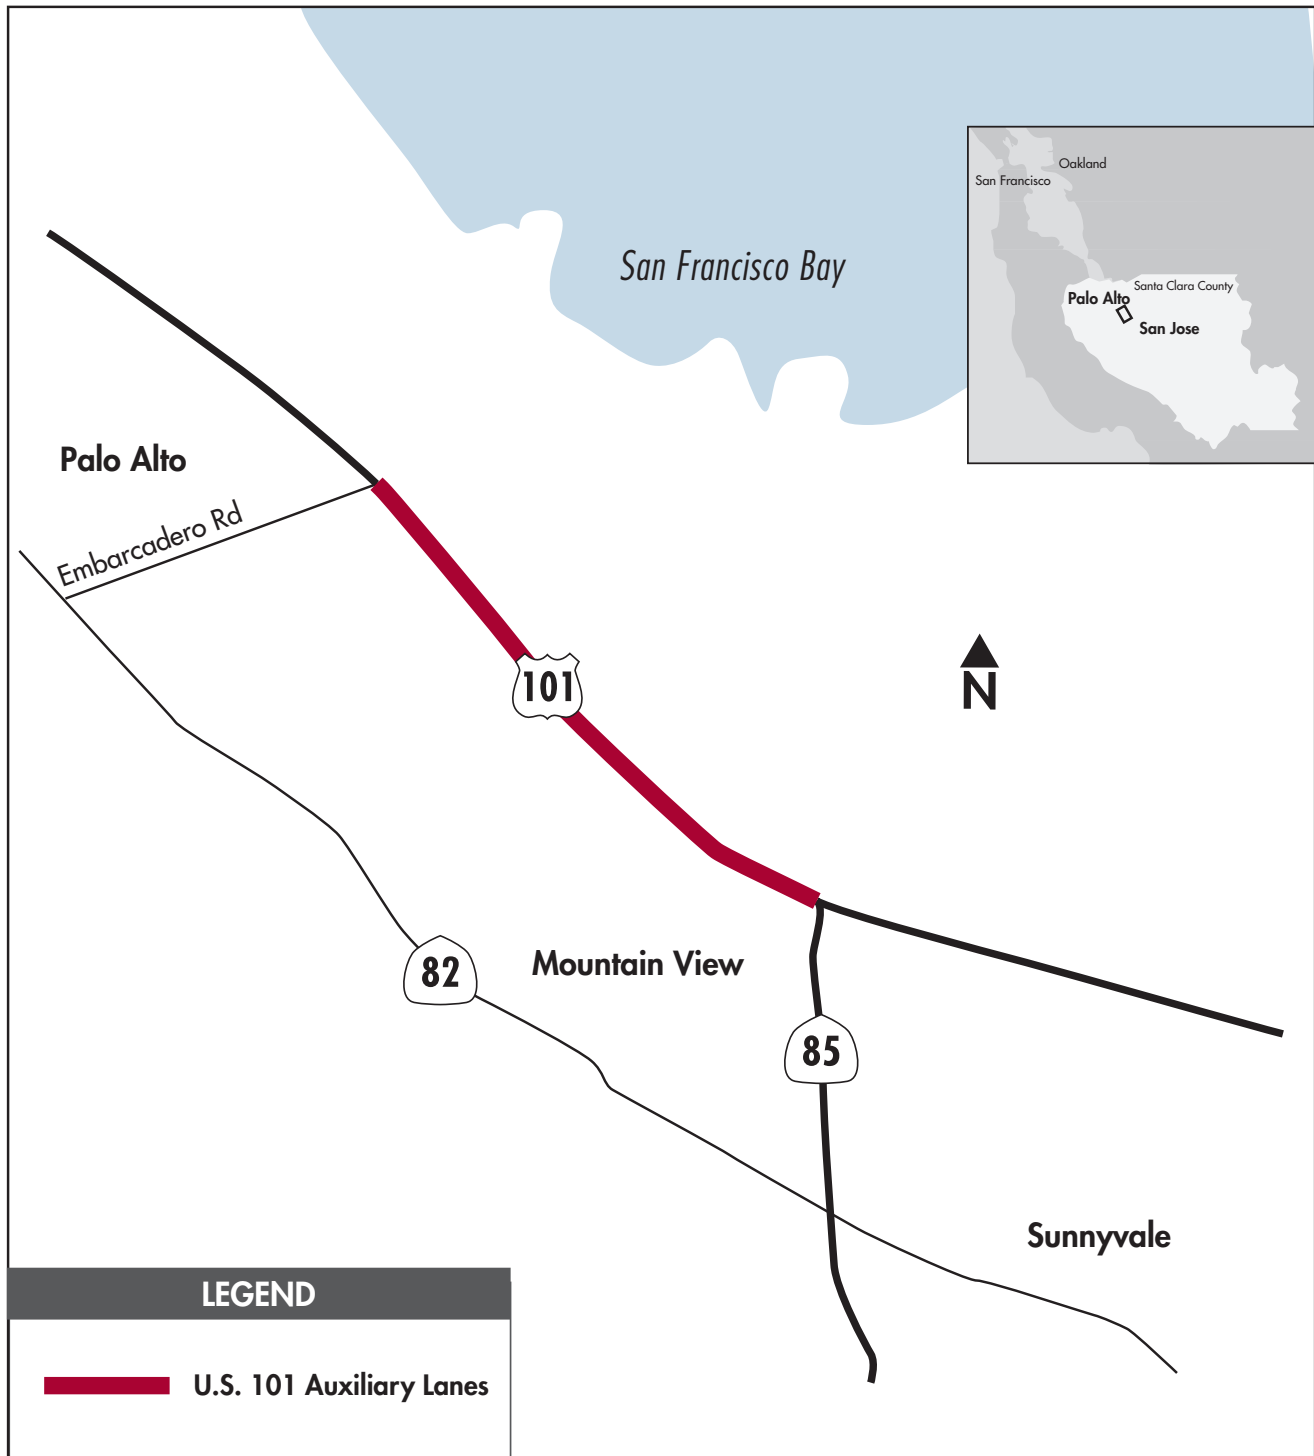 Oakland
San Francisco
San Francisco Bay
Santa Clara County
Palo Alto
San Jose
Palo Alto
Embarcadero Rd
101
N
Mountain View
82
85
Sunnyvale
LEGEND
U.S. 101 Auxiliary Lanes